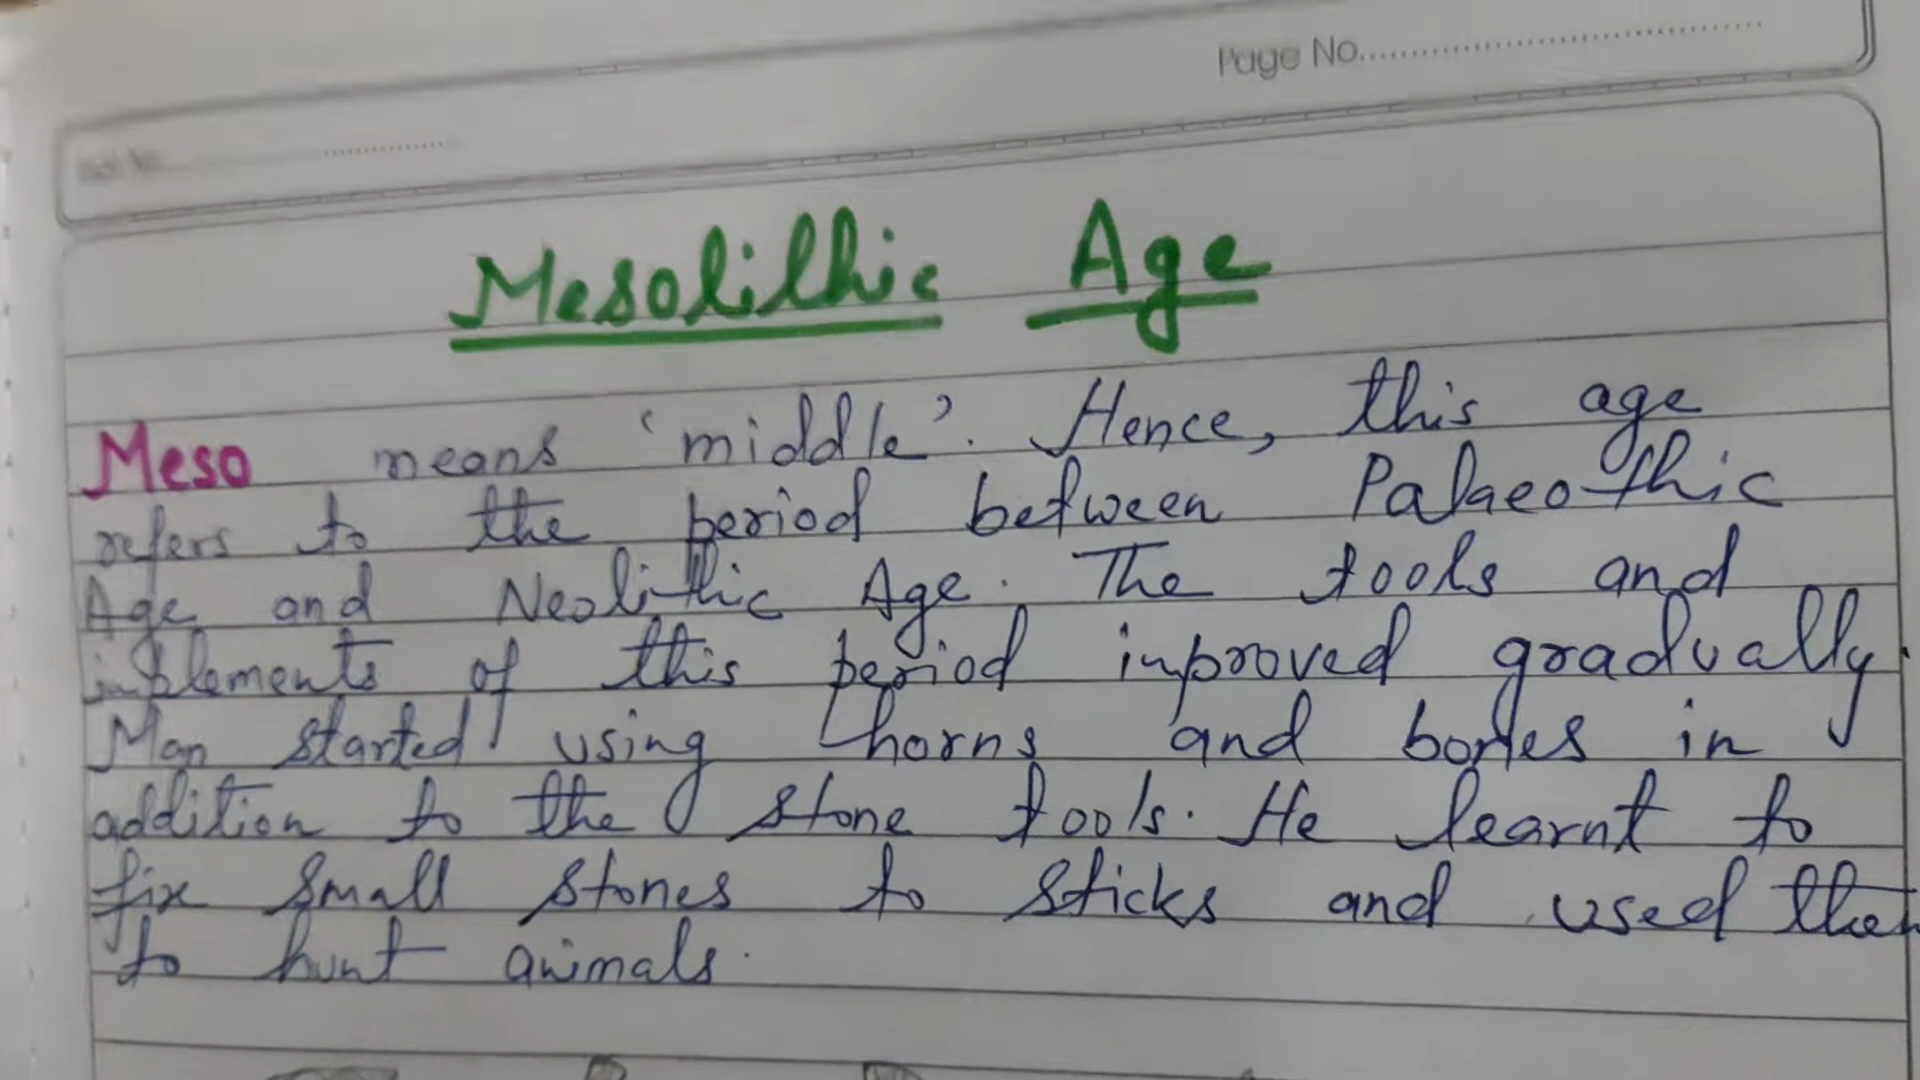 Page No.
Mesolithic Age
Meso means 'middle'. Hence, this age
refers to the period between Palaeothic
Age and Neolithic Age. The tools and
implements of this period improved gradually.
Man started using horns and bones in
addition to the stone tools. He learnt to
fix small stones to sticks and used them
to hunt animals.